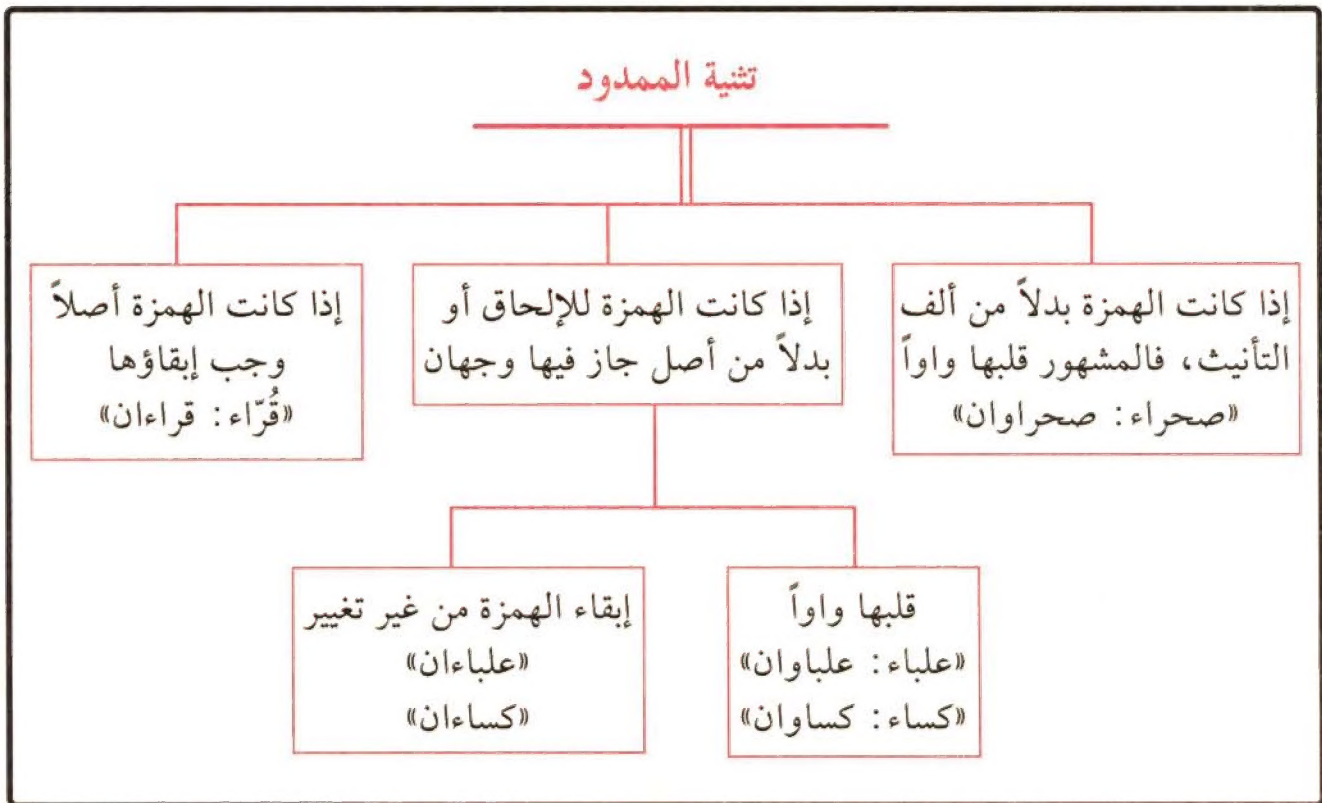 تثنية الممدود
إذا كانت الهمزة بدلاً من ألف
التأنيث، فالمشهور قلبها واواً
«صحراء: صحراوان»
إذا كانت الهمزة للإلحاق أو
بدلاً من أصل جاز فيها وجهان
إذا كانت الهمزة أصلاً
وجب إبقاؤها
«قُرّاء: قراءان»
قلبها واواً
«علباء: علباوان»
«كساء: كساوان»
إبقاء الهمزة من غير تغيير
«علباءان»
«كساءان»